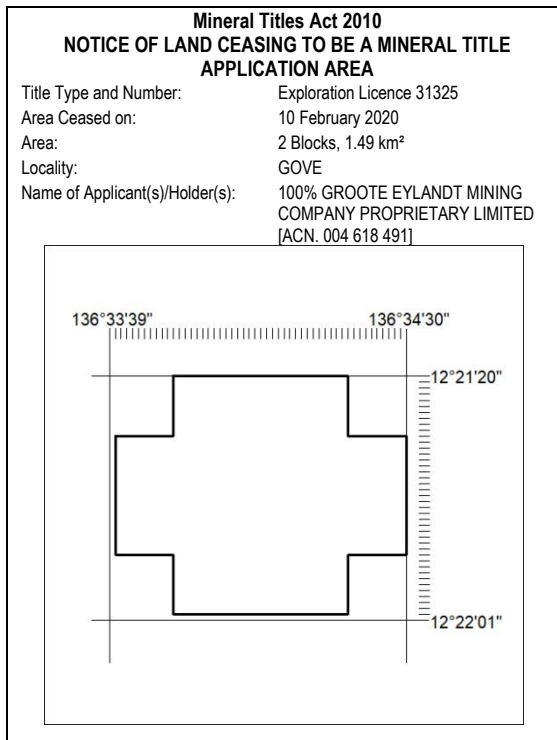 Mineral Titles Act 2010
NOTICE OF LAND CEASING TO BE A MINERAL TITLE
APPLICATION AREA
Title Type and Number: Exploration Licence 31325
Area Ceased on: 10 February 2020
Area: 2 Blocks, 1.49 km²
Locality: GOVE
Name of Applicant(s)/Holder(s): 100% GROOTE EYLANDT MINING
COMPANY PROPRIETARY LIMITED
[ACN. 004 618 491]
136°33'39" 136°34'30"
12°21'20"
12°22'01"